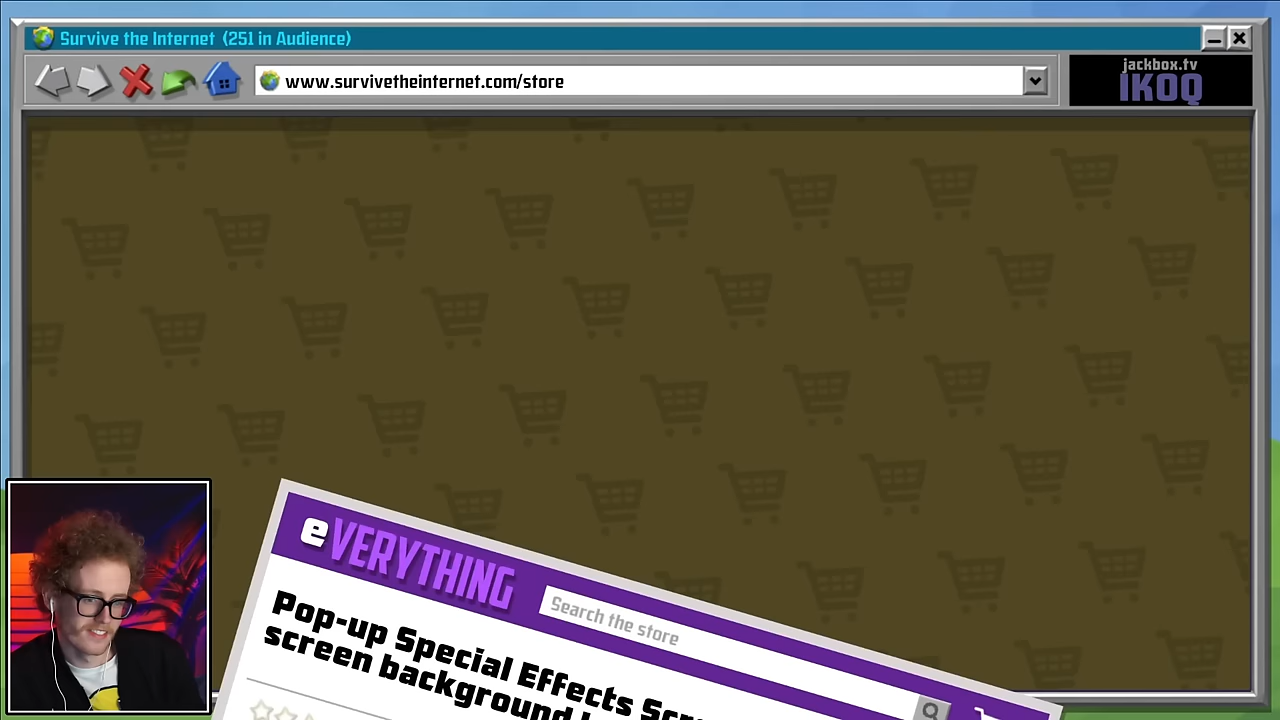 Survive the Internet (251 in Audience)
www.survivetheinternet.com/store
jackbox.tv
IKOQ
eVERYTHING
Search the store
Pop-up Special Effects
screen background